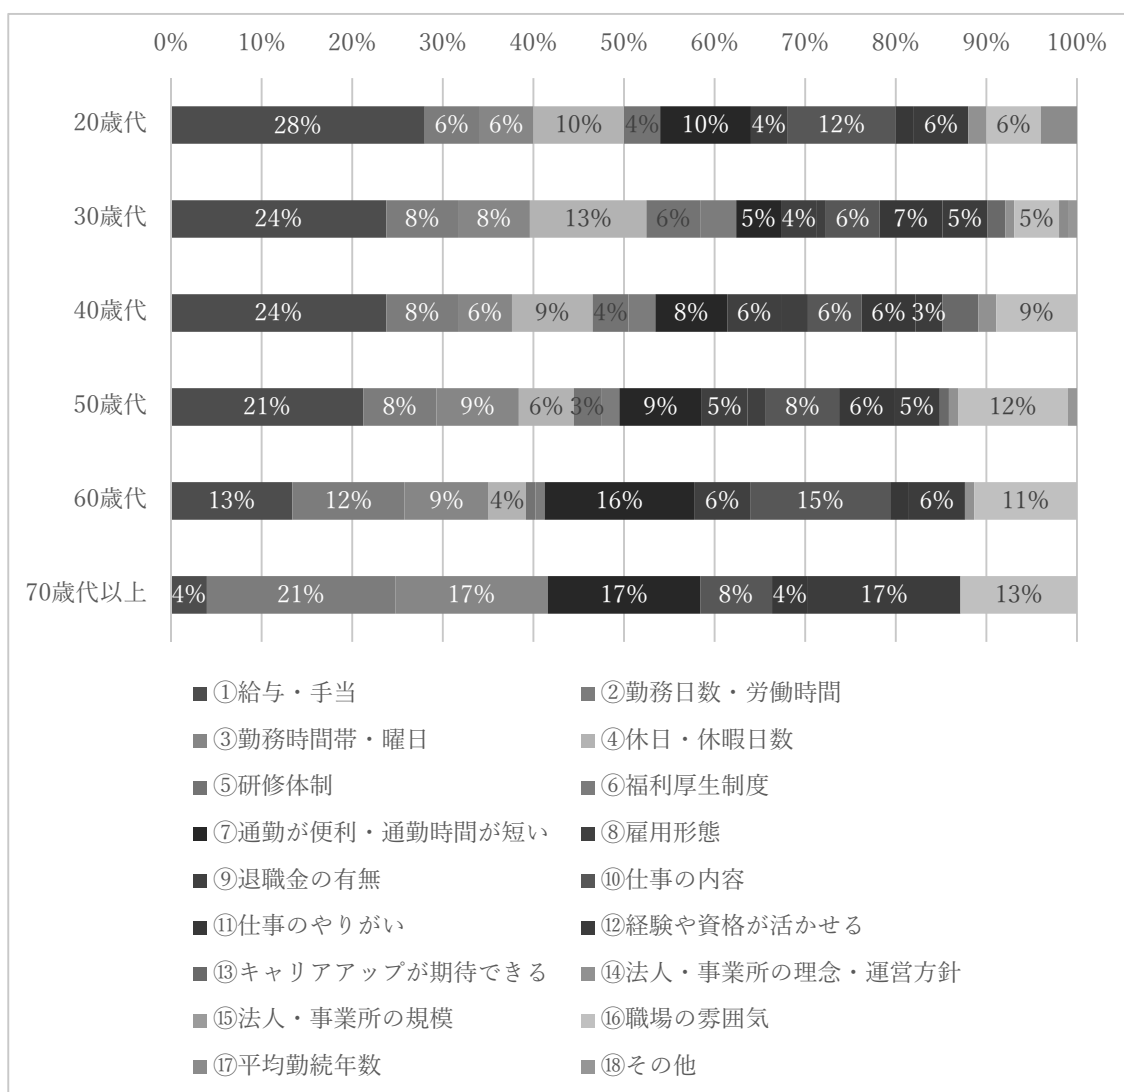 0% 10% 20% 30% 40% 50% 60% 70% 80% 90% 100%
20歳代 28% 6% 6% 10% 4% 10% 4% 12% 6% 6%
30歳代 24% 8% 8% 13% 6% 5% 4% 6% 7% 5% 5%
40歳代 24% 8% 6% 9% 4% 8% 6% 6% 6% 3% 9%
50歳代 21% 8% 9% 6% 3% 9% 5% 8% 6% 5% 12%
60歳代 13% 12% 9% 4% 16% 6% 15% 6% 11%
70歳代以上 4% 21% 17% 17% 8% 4% 17% 13%
①給与・手当 ②勤務日数・労働時間
③勤務時間帯・曜日 ④休日・休暇日数
⑤研修体制 ⑥福利厚生制度
⑦通勤が便利・通勤時間が短い ⑧雇用形態
⑨退職金の有無 ⑩仕事の内容
⑪仕事のやりがい ⑫経験や資格が活かせる
⑬キャリアアップが期待できる ⑭法人・事業所の理念・運営方針
⑮法人・事業所の規模 ⑯職場の雰囲気
⑰平均勤続年数 ⑱その他